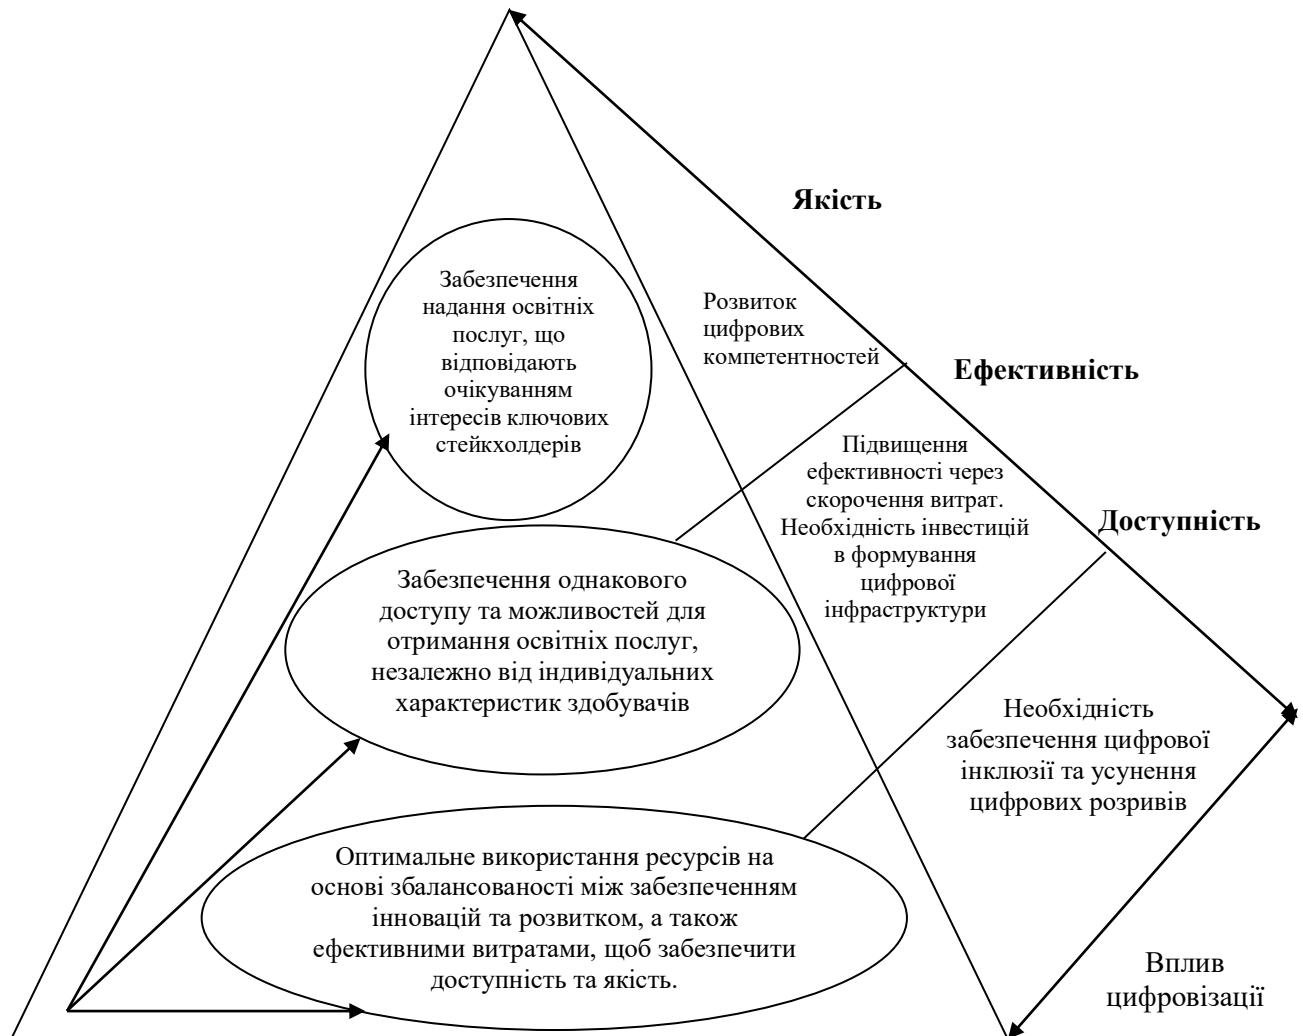 Якість
Забезпечення
надання освітніх
послуг, що
відповідають
очікуванням
інтересів ключових
стейкхолдерів
Розвиток
цифрових
компетентностей
Ефективність
Підвищення
ефективності через
скорочення витрат.
Необхідність інвестицій
в формування
цифрової
інфраструктури
Доступність
Забезпечення однакового
доступу та можливостей для
отримання освітніх послуг,
незалежно від індивідуальних
характеристик здобувачів
Необхідність
забезпечення цифрової
інклюзії та усунення
цифрових розривів
Оптимальне використання ресурсів на
основі збалансованості між забезпеченням
інновацій та розвитком, а також
ефективними витратами, щоб забезпечити
доступність та якість.
Вплив
цифровізації